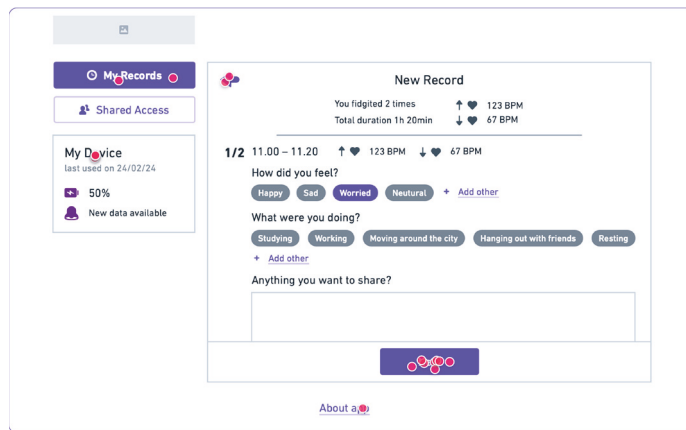 My Records
Shared Access
My Device
last used on 24/02/24
50%
New data available
New Record
You fidgited 2 times
123 BPM
Total duration 1h 20min
67 BPM
1/2 11.00 – 11.20 123 BPM 67 BPM
How did you feel?
Happy Sad Worried Neutural + Add other
What were you doing?
Studying Working Moving around the city Hanging out with friends Resting
+ Add other
Anything you want to share?
About app